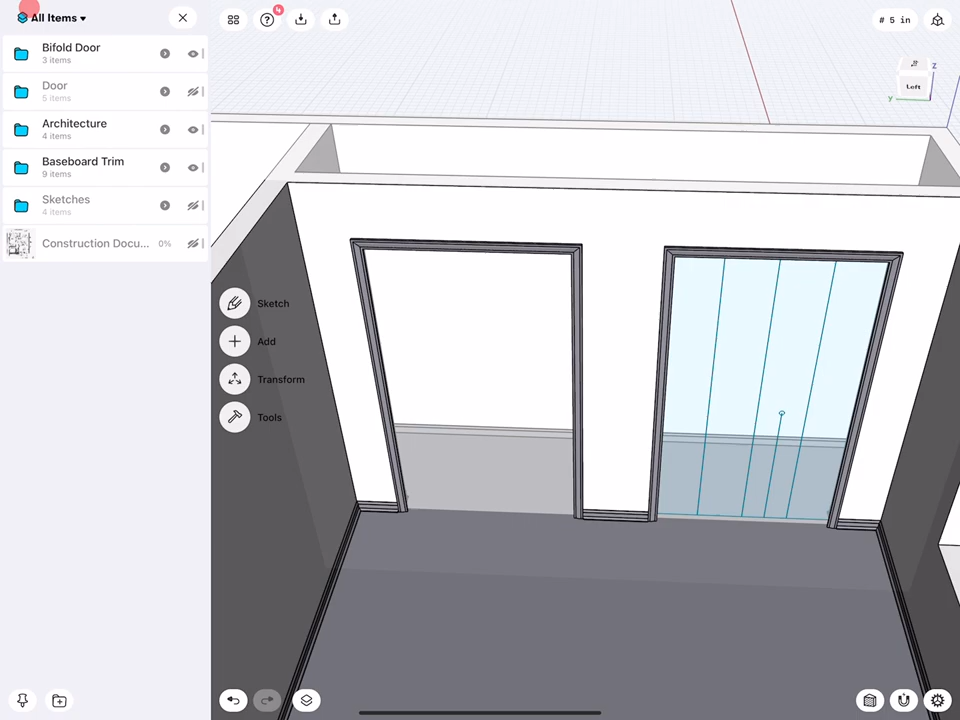 All Items
4
# 5 in
Bifold Door
3 items
Door
5 items
Architecture
4 items
Baseboard Trim
9 items
Sketches
4 items
Construction Docu...
0%
Z
Left
Y
Sketch
Add
Transform
Tools